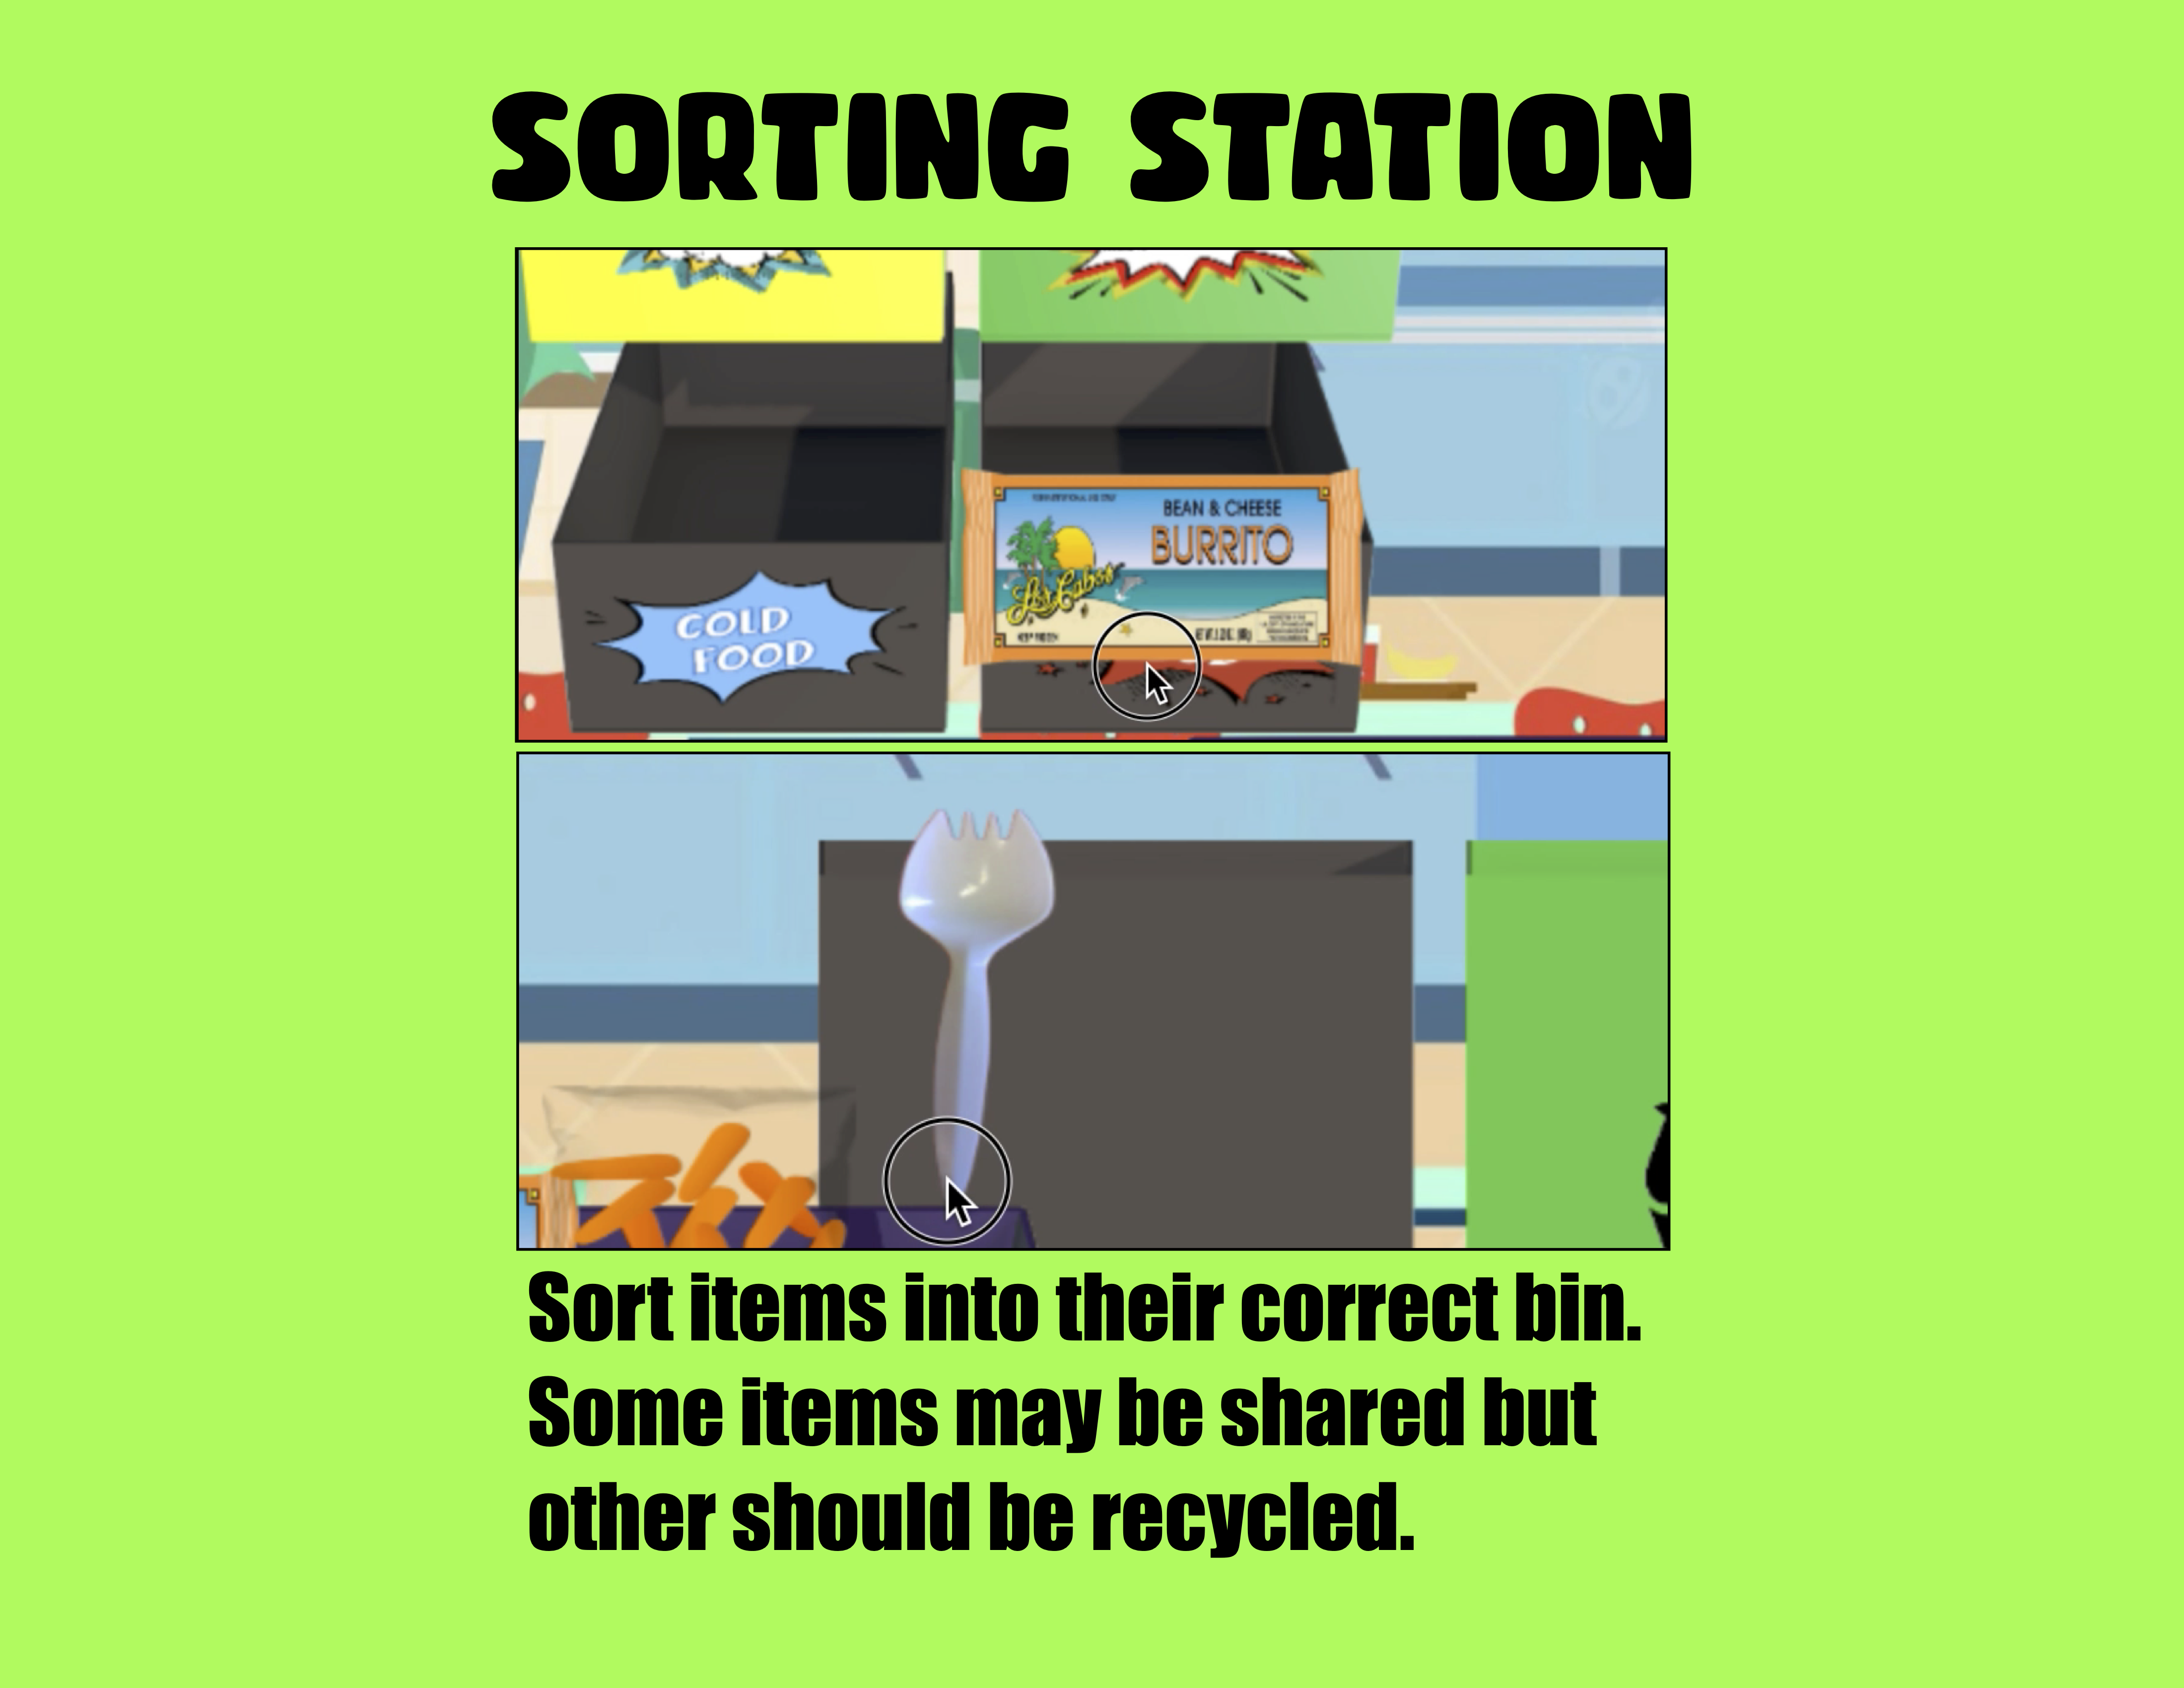 SORTING STATION
COLD
FOOD
BEAN & CHEESE
BURRITO
Los Cabos
Sort items into their correct bin.
Some items may be shared but
other should be recycled.